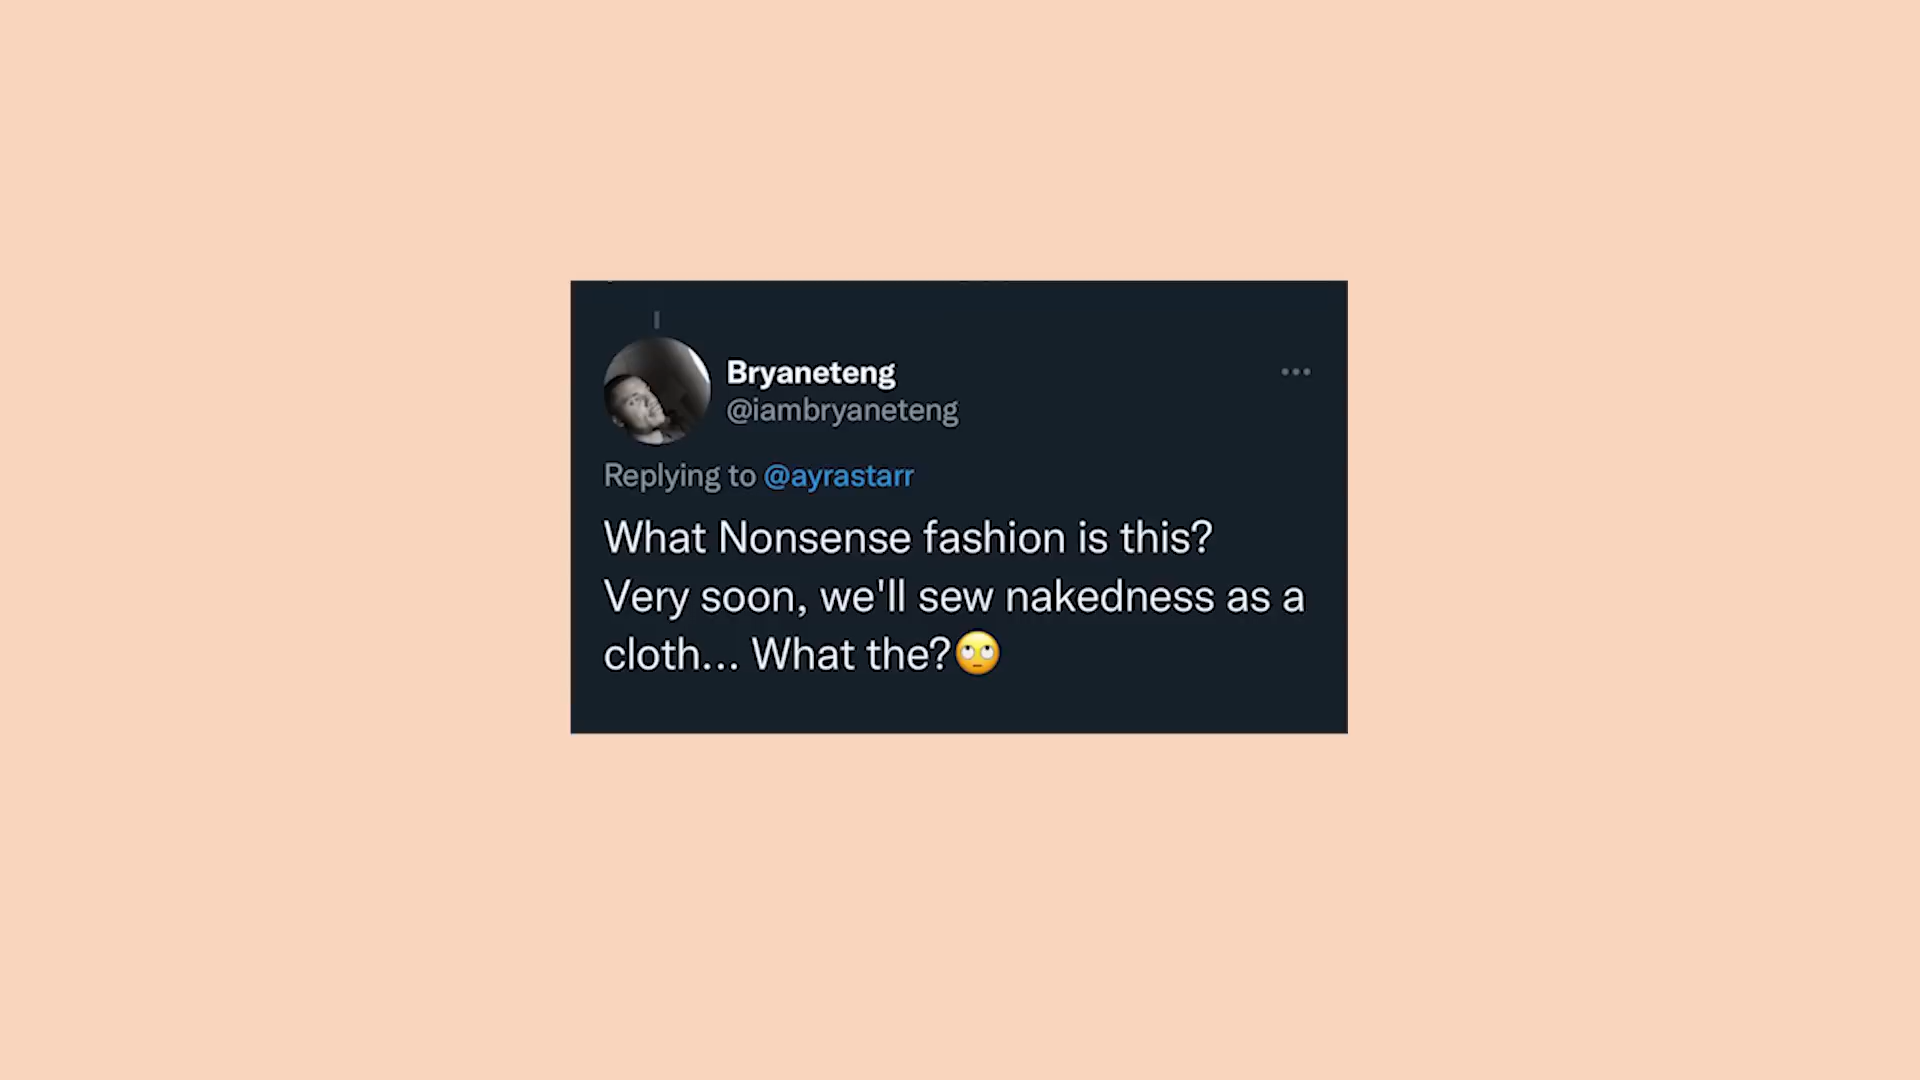 Bryaneteng
@iambryaneteng
Replying to @ayrastarr
What Nonsense fashion is this?
Very soon, we'll sew nakedness as a
cloth... What the?🙄